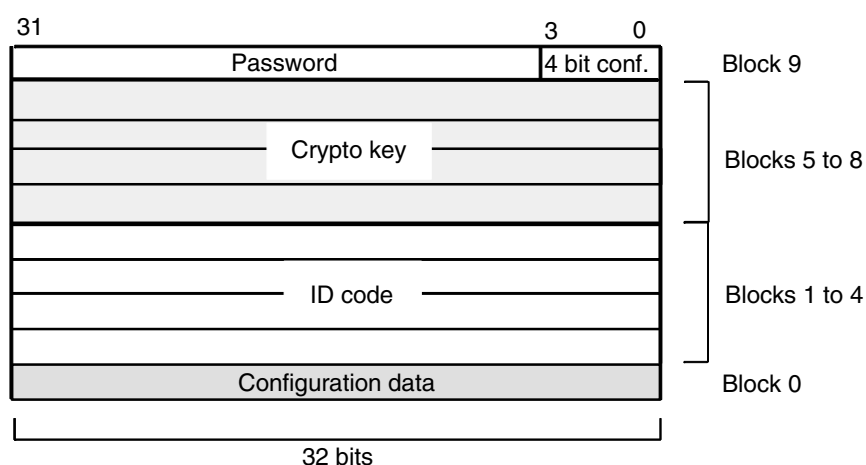 31 3 0
Password 4 bit conf. Block 9
Crypto key Blocks 5 to 8
ID code Blocks 1 to 4
Configuration data Block 0
32 bits